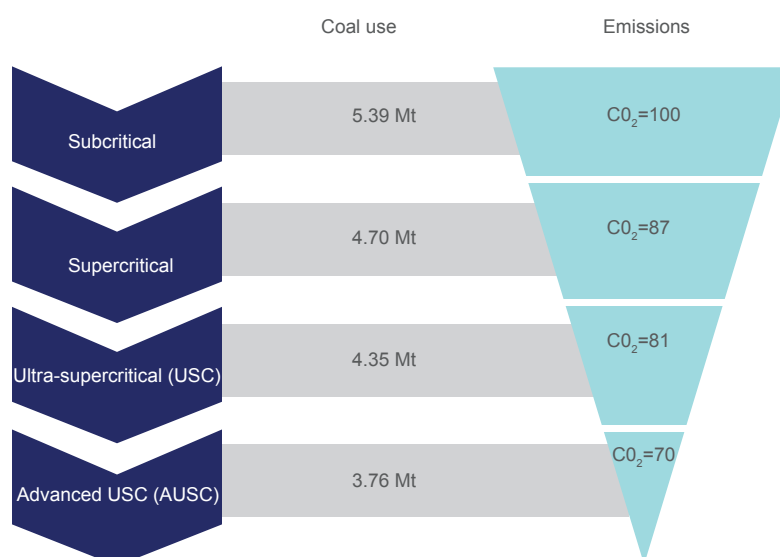 Coal use Emissions
Subcritical 5.39 Mt C0₂=100
Supercritical 4.70 Mt C0₂=87
Ultra-supercritical (USC) 4.35 Mt C0₂=81
Advanced USC (AUSC) 3.76 Mt C0₂=70